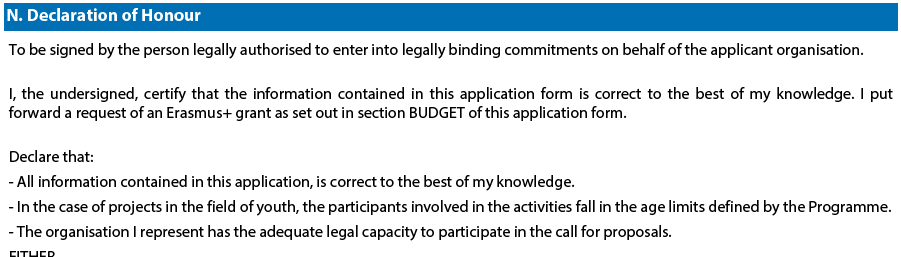 N. Declaration of Honour
To be signed by the person legally authorised to enter into legally binding commitments on behalf of the applicant organisation.
I, the undersigned, certify that the information contained in this application form is correct to the best of my knowledge. I put
forward a request of an Erasmus+ grant as set out in section BUDGET of this application form.
Declare that:
- All information contained in this application, is correct to the best of my knowledge.
- In the case of projects in the field of youth, the participants involved in the activities fall in the age limits defined by the Programme.
- The organisation I represent has the adequate legal capacity to participate in the call for proposals.
EITHER